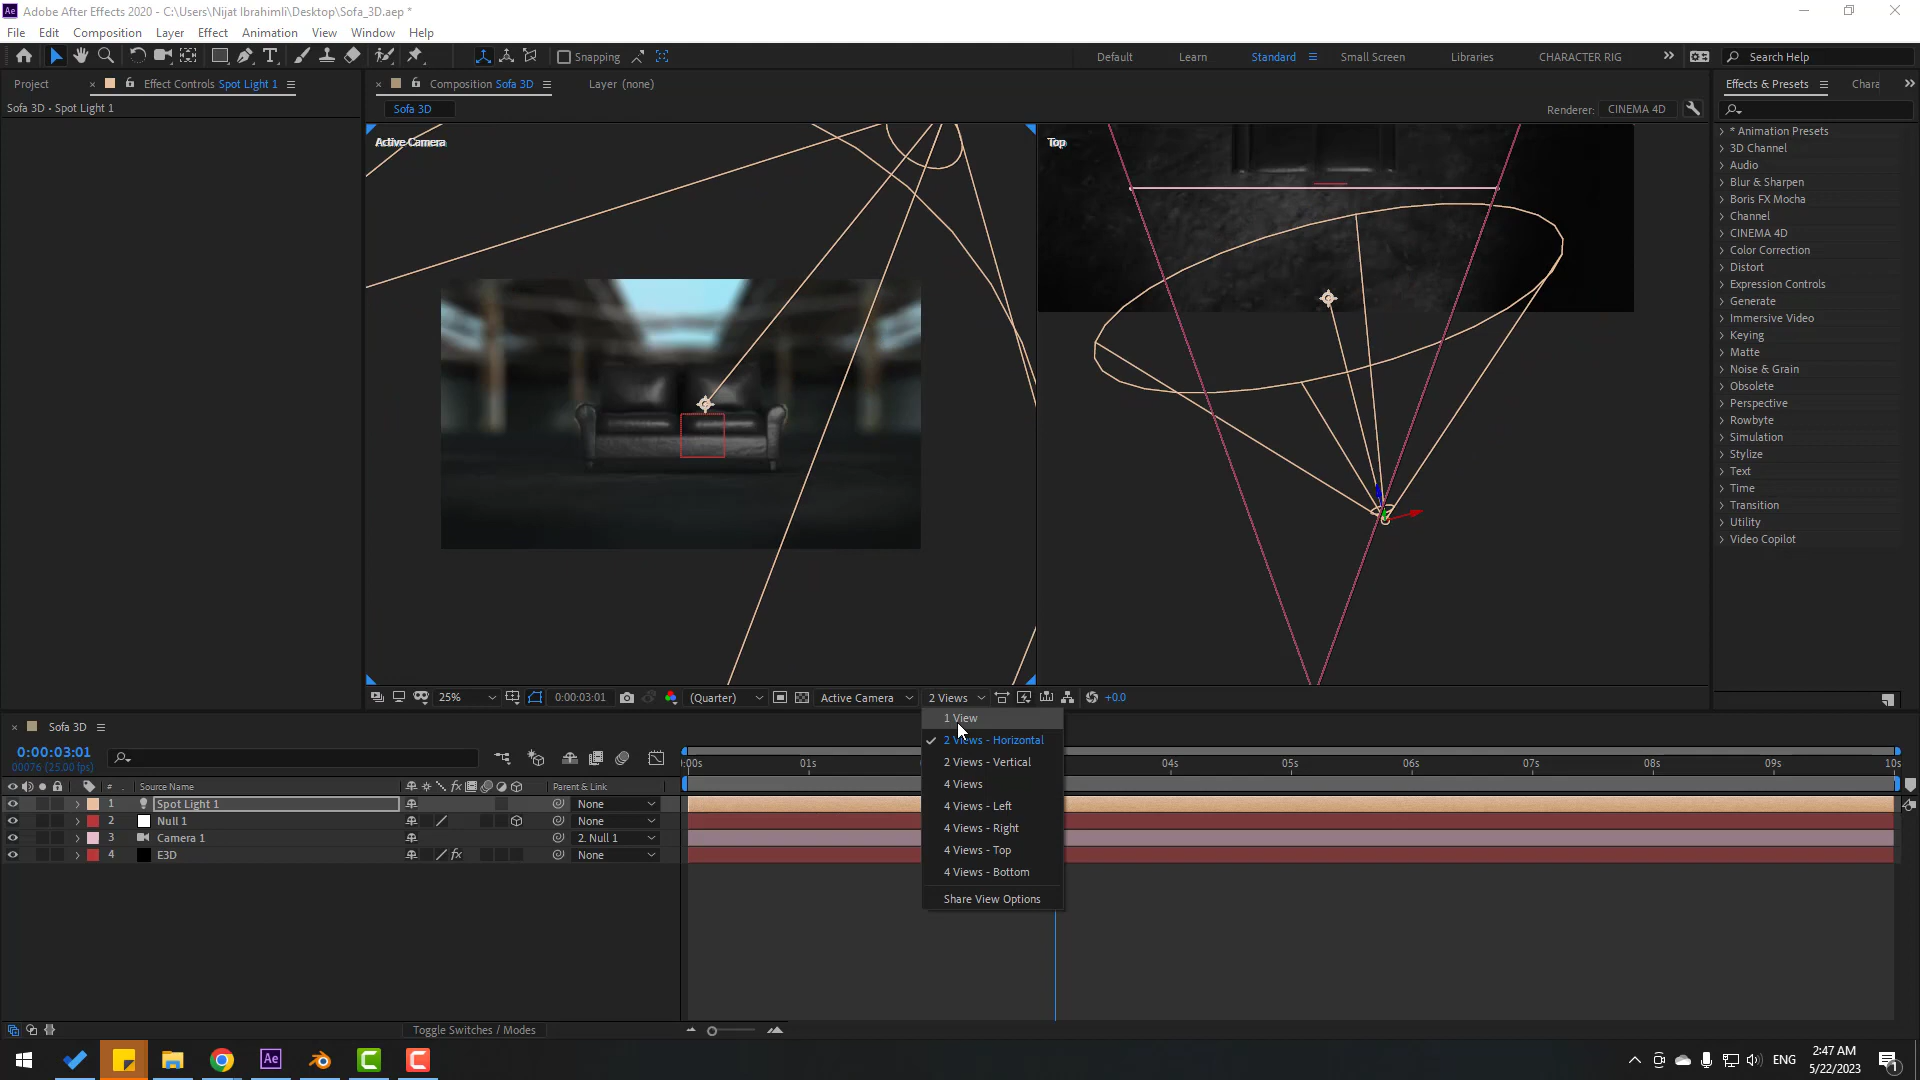 Adobe After Effects 2020 - C:\Users\Nijat Ibrahimli\Desktop\Sofa_3D.aep *
File Edit Composition Layer Effect Animation View Window Help
Snapping Default Learn Standard Small Screen Libraries CHARACTER RIG Search Help
Project Effect Controls Spot Light 1 Composition Sofa 3D Layer (none) Effects & Presets Chara
Sofa 3D • Spot Light 1
Sofa 3D
Renderer: CINEMA 4D
Active Camera
Top
* Animation Presets
3D Channel
Audio
Blur & Sharpen
Boris FX Mocha
Channel
CINEMA 4D
Color Correction
Distort
Expression Controls
Generate
Immersive Video
Keying
Matte
Noise & Grain
Obsolete
Perspective
Rowbyte
Simulation
Stylize
Text
Time
Transition
Utility
Video Copilot
25% 0:00:03:01 (Quarter) Active Camera 2 Views +0.0
1 View
2 Views - Horizontal
2 Views - Vertical
4 Views
4 Views - Left
4 Views - Right
4 Views - Top
4 Views - Bottom
Share View Options
Sofa 3D
0:00:03:01
00076 (25.00 fps)
:00s 01s 04s 05s 06s 07s 08s 09s 10s
# Source Name Parent & Link
1 Spot Light 1 None
2 Null 1 None
3 Camera 1 2. Null 1
4 E3D None
Toggle Switches / Modes
ENG
2:47 AM
5/22/2023
1